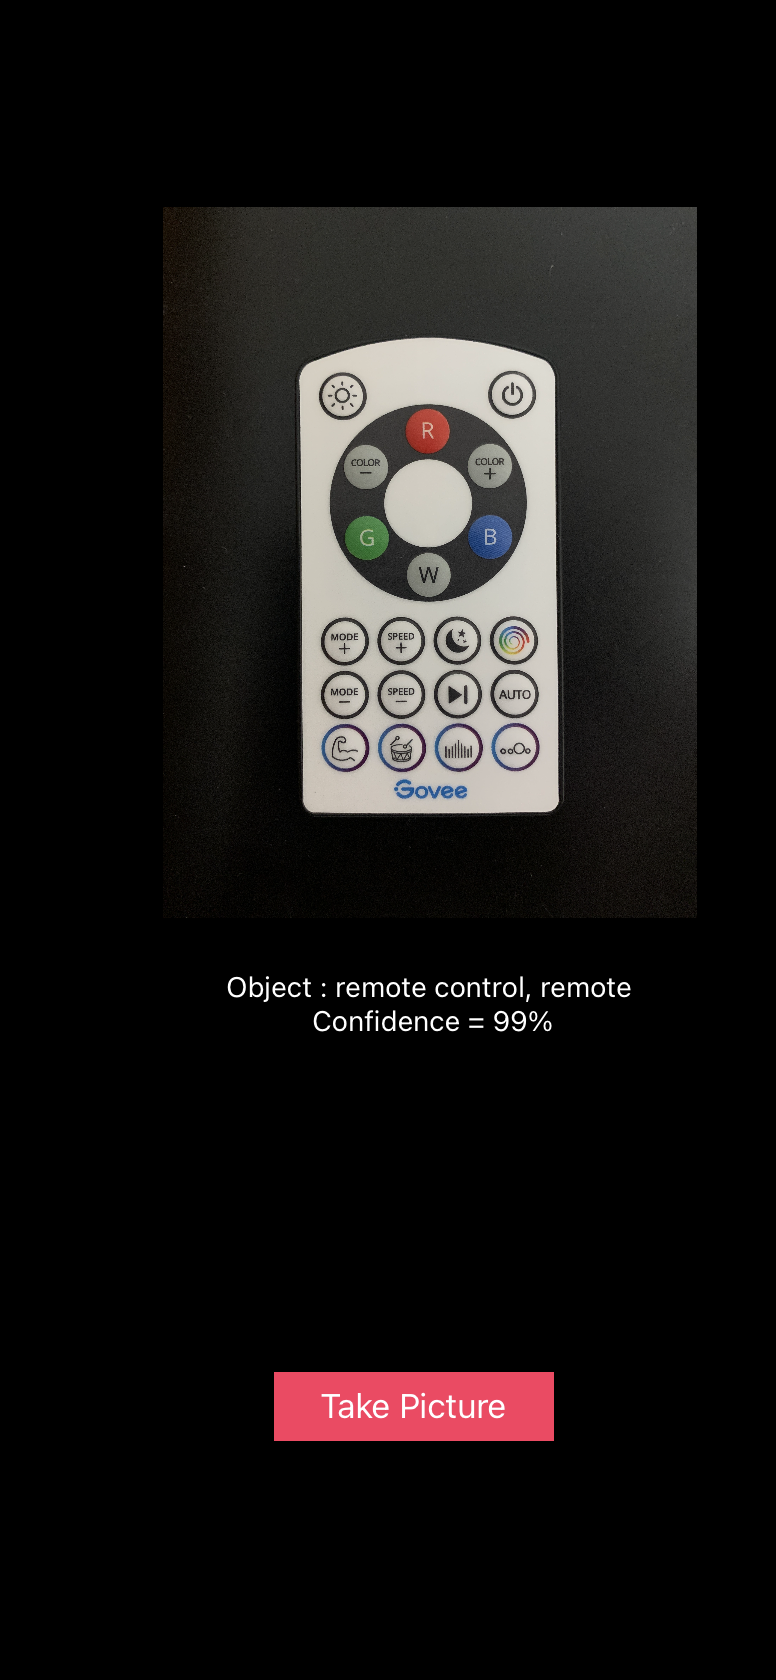 R
COLOR
−
COLOR
+
G
B
W
MODE
+
SPEED
+
MODE
−
SPEED
−
AUTO
Govee
Object : remote control, remote
Confidence = 99%
Take Picture